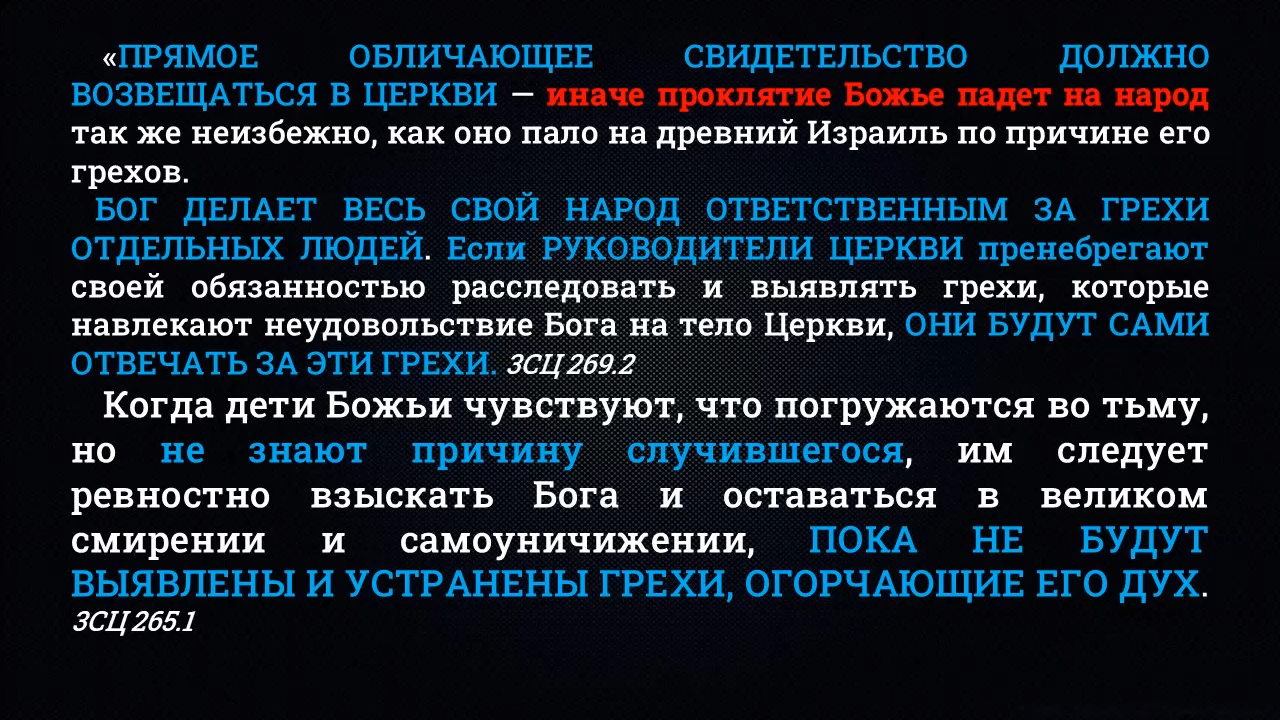 «ПРЯМОЕ ОБЛИЧАЮЩЕЕ СВИДЕТЕЛЬСТВО ДОЛЖНО
ВОЗВЕЩАТЬСЯ В ЦЕРКВИ — иначе проклятие Божье падет на народ
так же неизбежно, как оно пало на древний Израиль по причине его
грехов.
БОГ ДЕЛАЕТ ВЕСЬ СВОЙ НАРОД ОТВЕТСТВЕННЫМ ЗА ГРЕХИ
ОТДЕЛЬНЫХ ЛЮДЕЙ. Если РУКОВОДИТЕЛИ ЦЕРКВИ пренебрегают
своей обязанностью расследовать и выявлять грехи, которые
навлекают неудовольствие Бога на тело Церкви, ОНИ БУДУТ САМИ
ОТВЕЧАТЬ ЗА ЭТИ ГРЕХИ. 3СЦ 269.2
Когда дети Божьи чувствуют, что погружаются во тьму,
но не знают причину случившегося, им следует
ревностно взыскать Бога и оставаться в великом
смирении и самоуничижении, ПОКА НЕ БУДУТ
ВЫЯВЛЕНЫ И УСТРАНЕНЫ ГРЕХИ, ОГОРЧАЮЩИЕ ЕГО ДУХ.
3СЦ 265.1